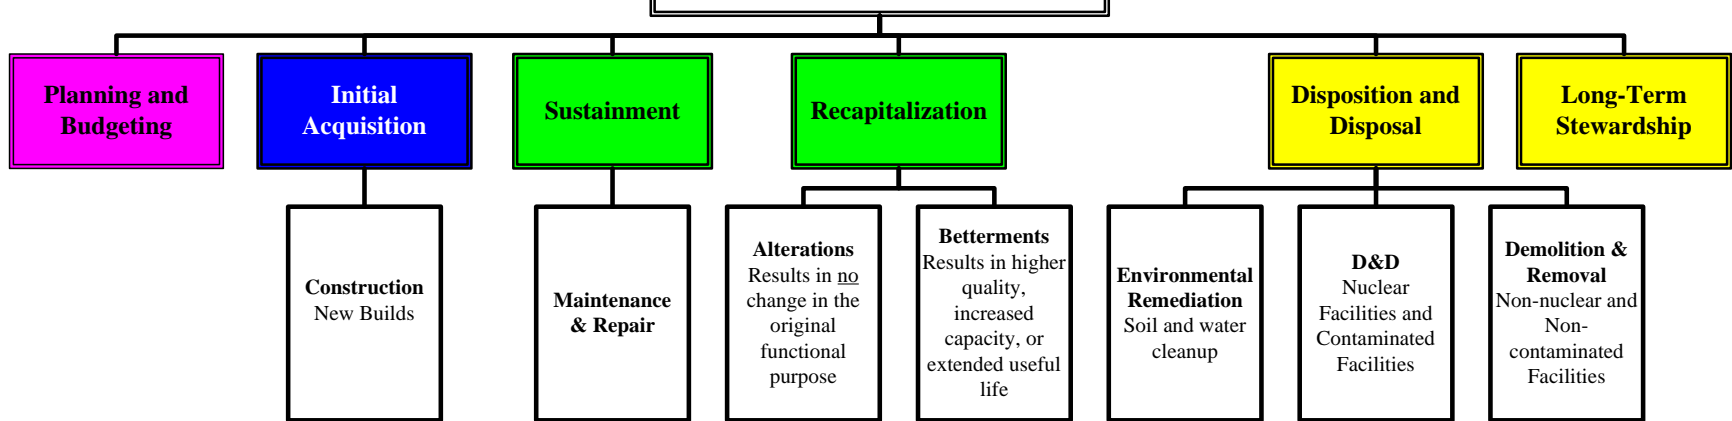 Planning and
Budgeting
Initial
Acquisition
Sustainment
Recapitalization
Disposition and
Disposal
Long-Term
Stewardship
Construction
New Builds
Maintenance
& Repair
Alterations
Results in no
change in the
original
functional
purpose
Betterments
Results in higher
quality,
increased
capacity, or
extended useful
life
Environmental
Remediation
Soil and water
cleanup
D&D
Nuclear
Facilities and
Contaminated
Facilities
Demolition &
Removal
Non-nuclear and
Non-
contaminated
Facilities